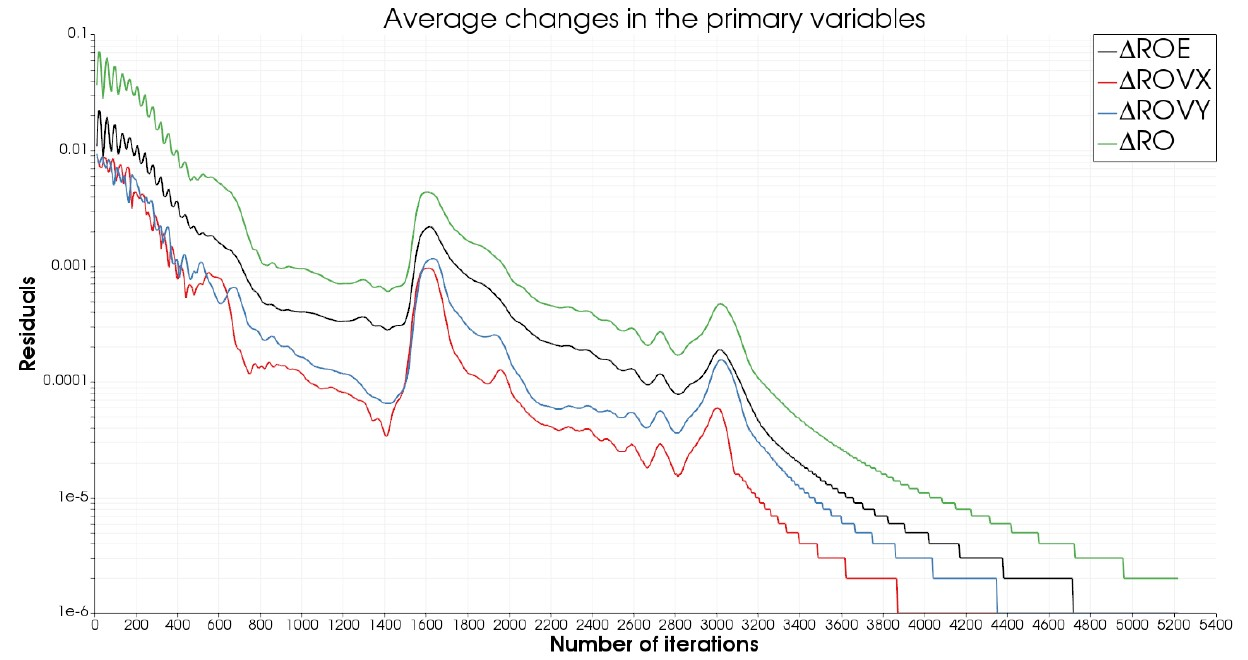 Average changes in the primary variables
ΔROE
ΔROVX
ΔROVY
ΔRO
Residuals
0.1
0.01
0.001
0.0001
1e-5
1e-6
0 200 400 600 800 1000 1200 1400 1600 1800 2000 2200 2400 2600 2800 3000 3200 3400 3600 3800 4000 4200 4400 4600 4800 5000 5200 5400
Number of iterations